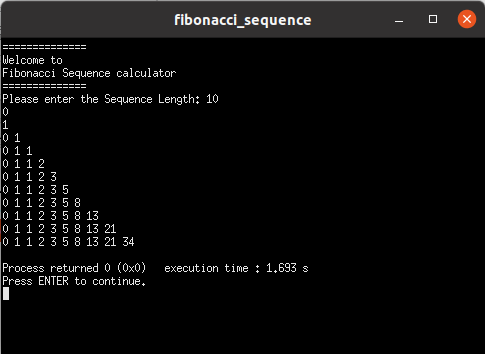 fibonacci_sequence
==============
Welcome to
Fibonacci Sequence calculator
==============
Please enter the Sequence Length: 10
0
1
0 1
0 1 1
0 1 1 2
0 1 1 2 3
0 1 1 2 3 5
0 1 1 2 3 5 8
0 1 1 2 3 5 8 13
0 1 1 2 3 5 8 13 21
0 1 1 2 3 5 8 13 21 34
Process returned 0 (0x0)   execution time : 1.693 s
Press ENTER to continue.